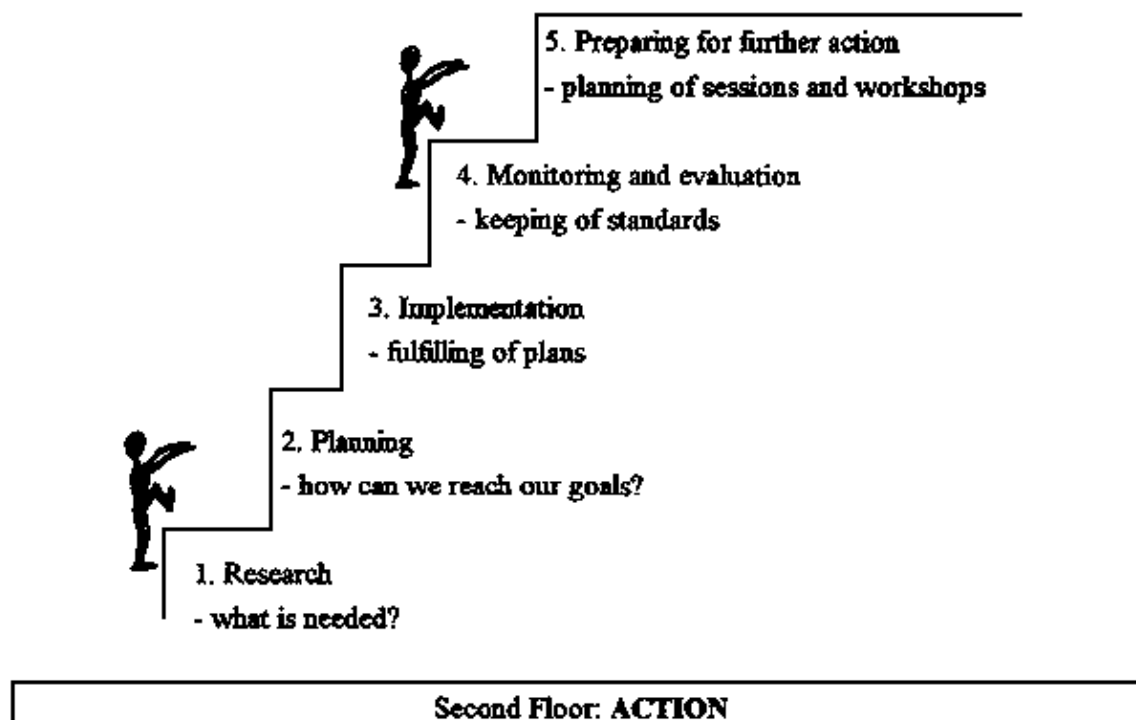 5. Preparing for further action
- planning of sessions and workshops
4. Monitoring and evaluation
- keeping of standards
3. Implementation
- fulfilling of plans
2. Planning
- how can we reach our goals?
1. Research
- what is needed?
Second Floor: ACTION